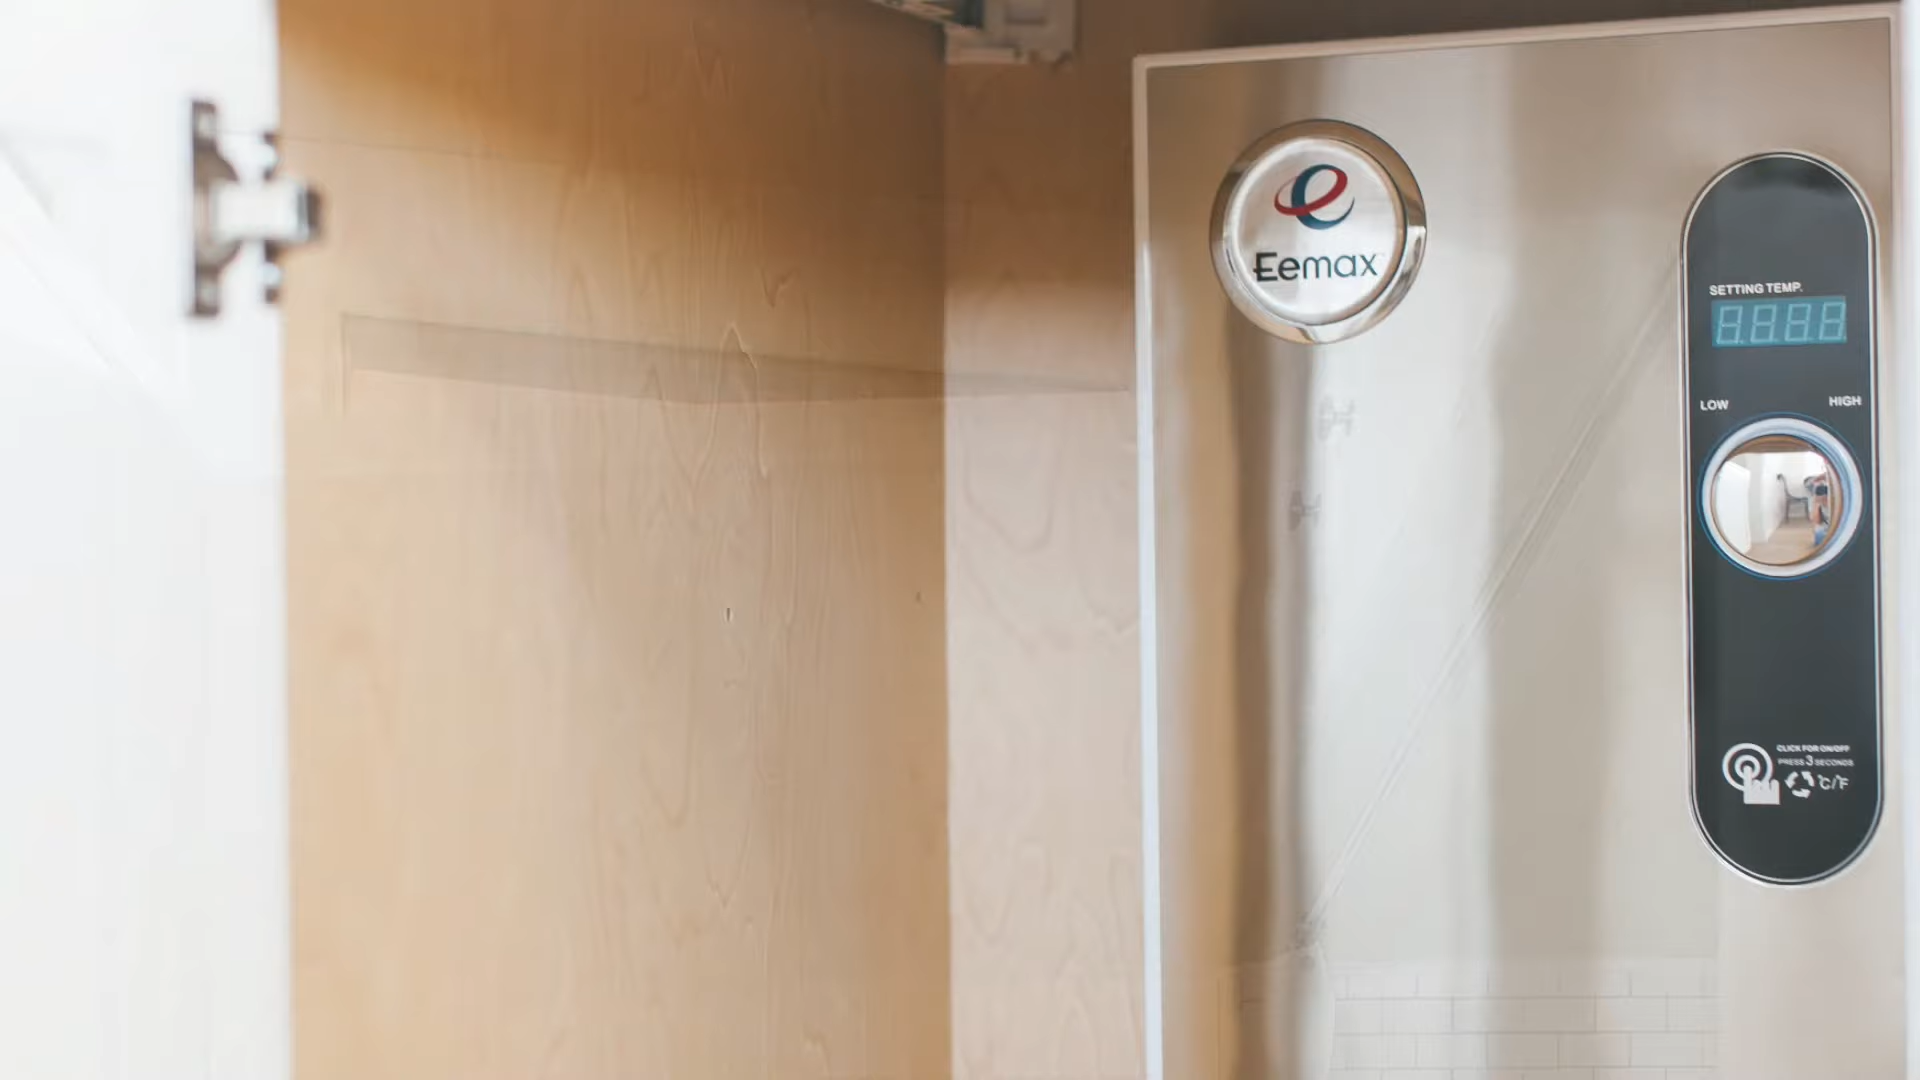 Eemax
SETTING TEMP.
8.8.8.8
LOW HIGH
CLICK FOR ON/OFF
PRESS 3 SECONDS
°C/°F